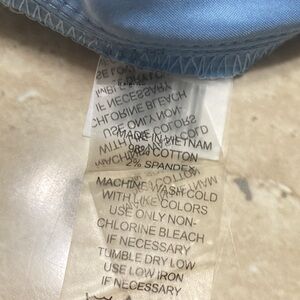 MADE IN VIETNAM
98% COTTON
2% SPANDEX
MACHINE WASH COLD
WITH LIKE COLORS
USE ONLY NON-
CHLORINE BLEACH
IF NECESSARY
TUMBLE DRY LOW
USE LOW IRON
IF NECESSARY